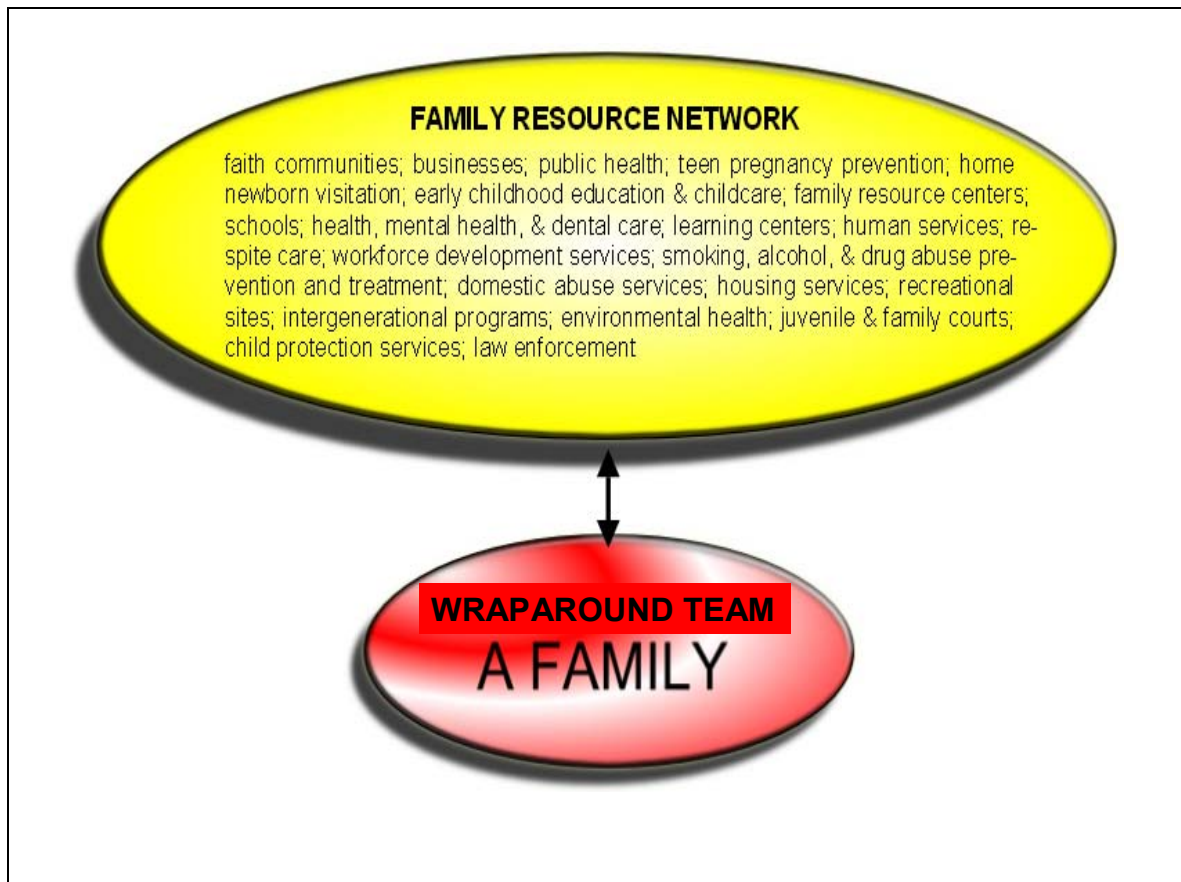 FAMILY RESOURCE NETWORK
faith communities; businesses; public health; teen pregnancy prevention; home
newborn visitation; early childhood education & childcare; family resource centers;
schools; health, mental health, & dental care; learning centers; human services; re-
spite care; workforce development services; smoking, alcohol, & drug abuse pre-
vention and treatment; domestic abuse services; housing services; recreational
sites; intergenerational programs; environmental health; juvenile & family courts;
child protection services; law enforcement
WRAPAROUND TEAM
A FAMILY